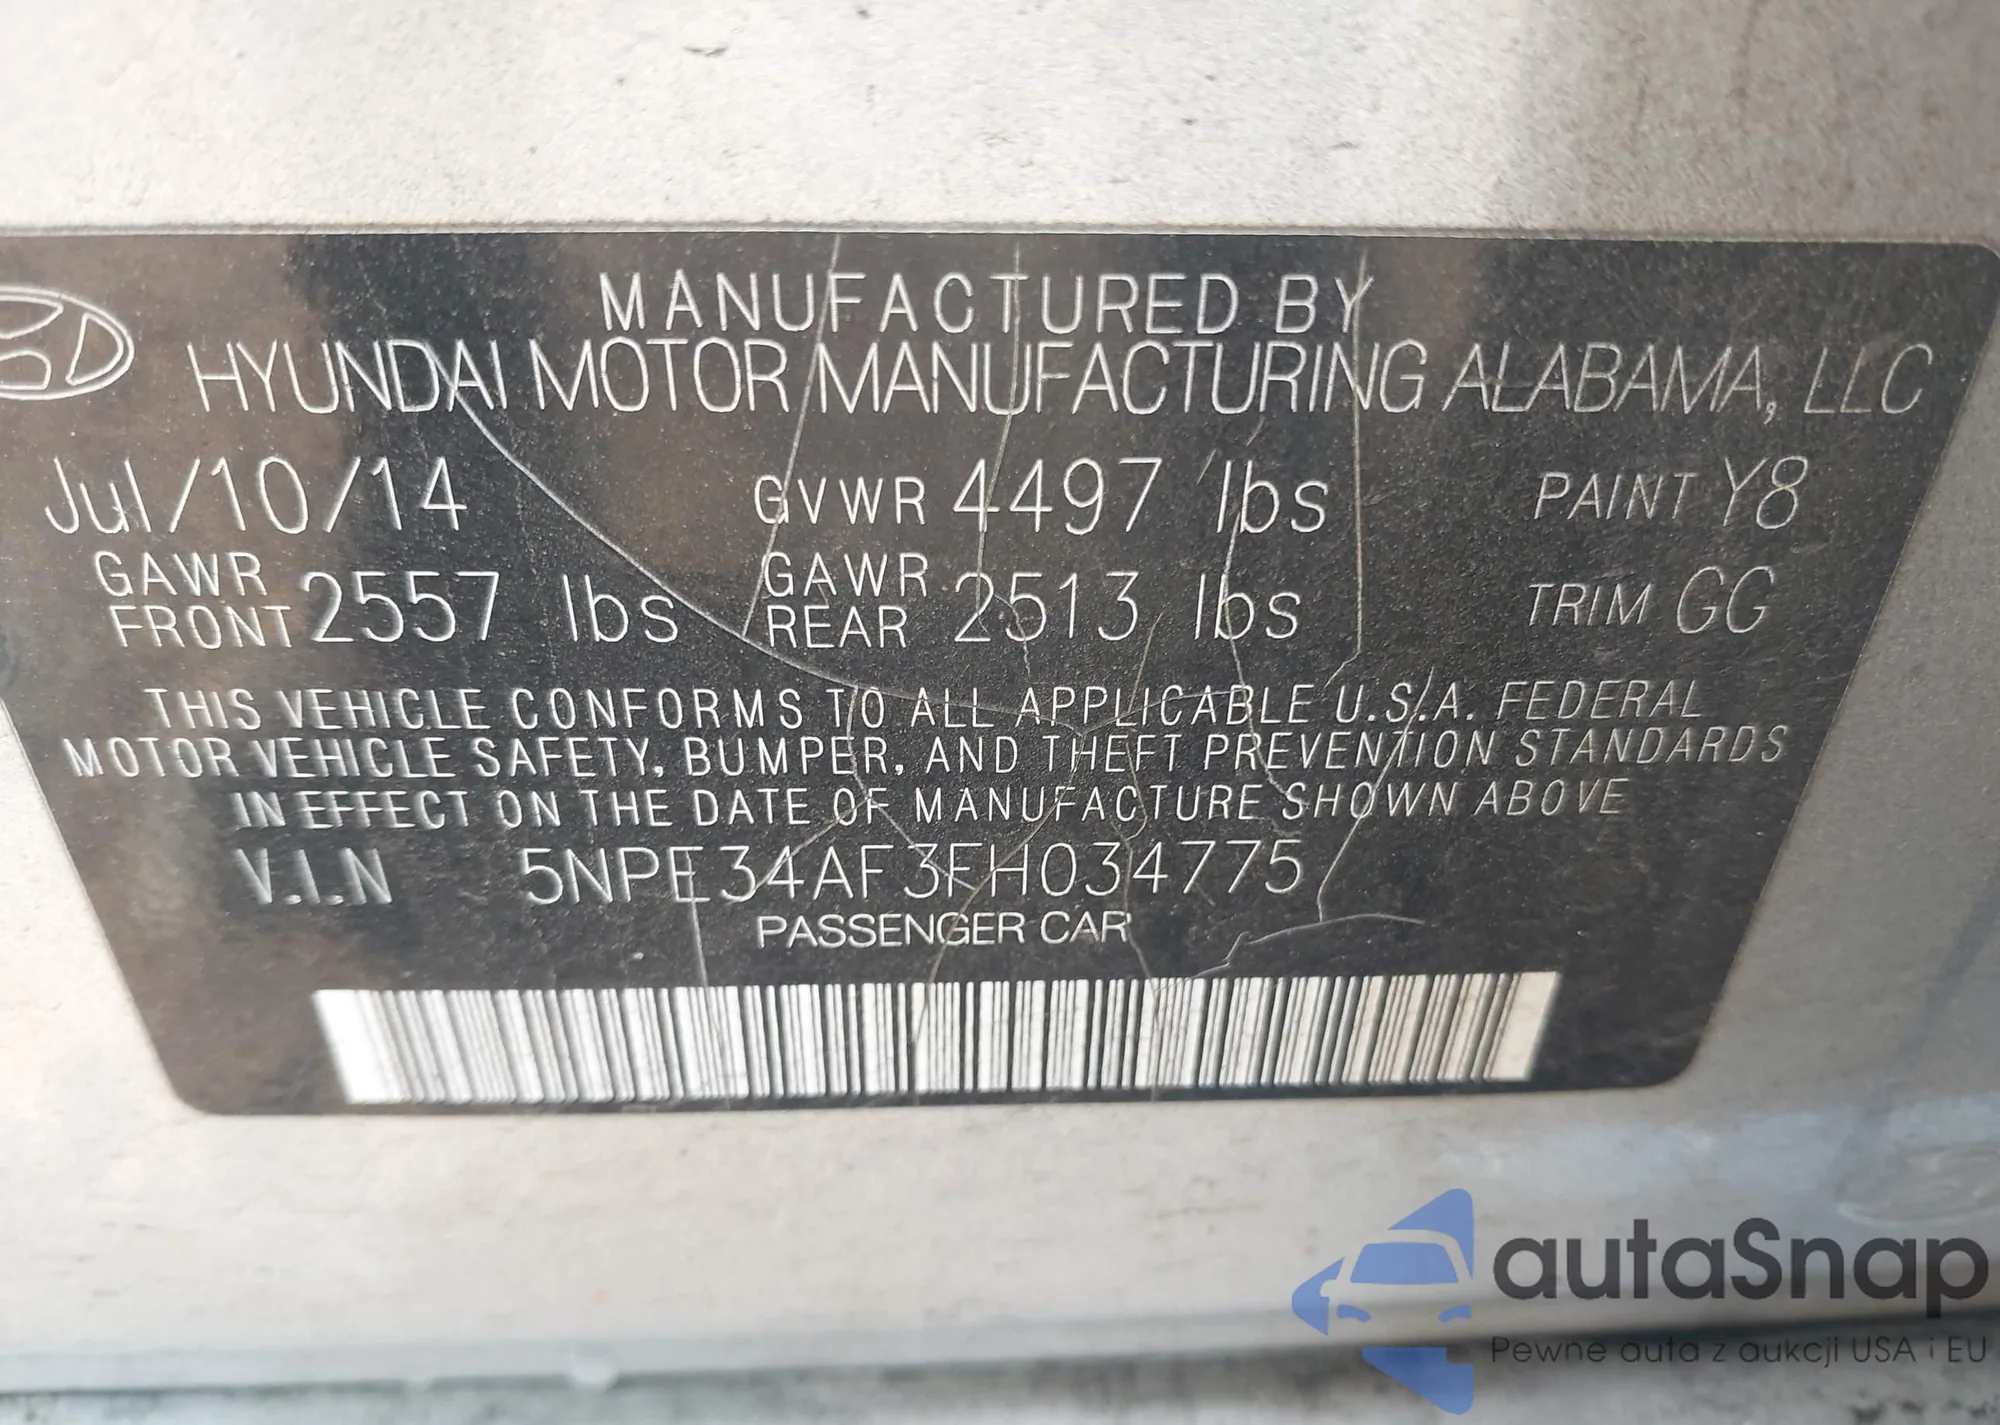 MANUFACTURED BY
HYUNDAI MOTOR MANUFACTURING ALABAMA, LLC
Jul/10/14 GVWR 4497 lbs PAINT Y8
GAWR FRONT 2557 lbs GAWR REAR 2513 lbs TRIM GG
THIS VEHICLE CONFORMS TO ALL APPLICABLE U.S.A. FEDERAL
MOTOR VEHICLE SAFETY, BUMPER, AND THEFT PREVENTION STANDARDS
IN EFFECT ON THE DATE OF MANUFACTURE SHOWN ABOVE
V.I.N 5NPE34AF3FH034775
PASSENGER CAR
autaSnap
Pewne auta z aukcji USA i EU